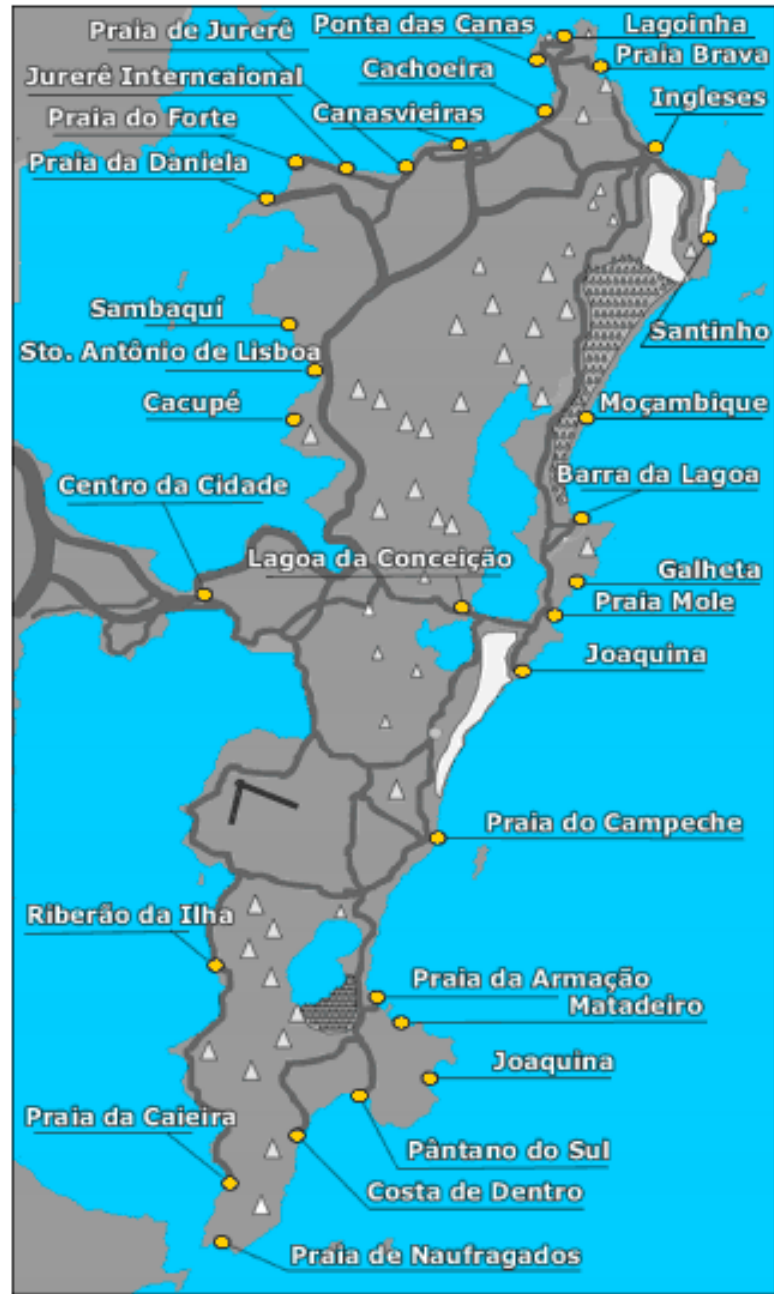 Praia de Jurerê
Ponta das Canas
Lagoinha
Jurerê Interncaional
Cachoeira
Praia Brava
Praia do Forte
Canasvieiras
Ingleses
Praia da Daniela
Sambaquí
Santinho
Sto. Antônio de Lisboa
Cacupé
Moçambique
Centro da Cidade
Barra da Lagoa
Lagoa da Conceição
Galheta
Praia Mole
Joaquina
Praia do Campeche
Riberão da Ilha
Praia da Armação
Matadeiro
Joaquina
Praia da Caieira
Pântano do Sul
Costa de Dentro
Praia de Naufragados